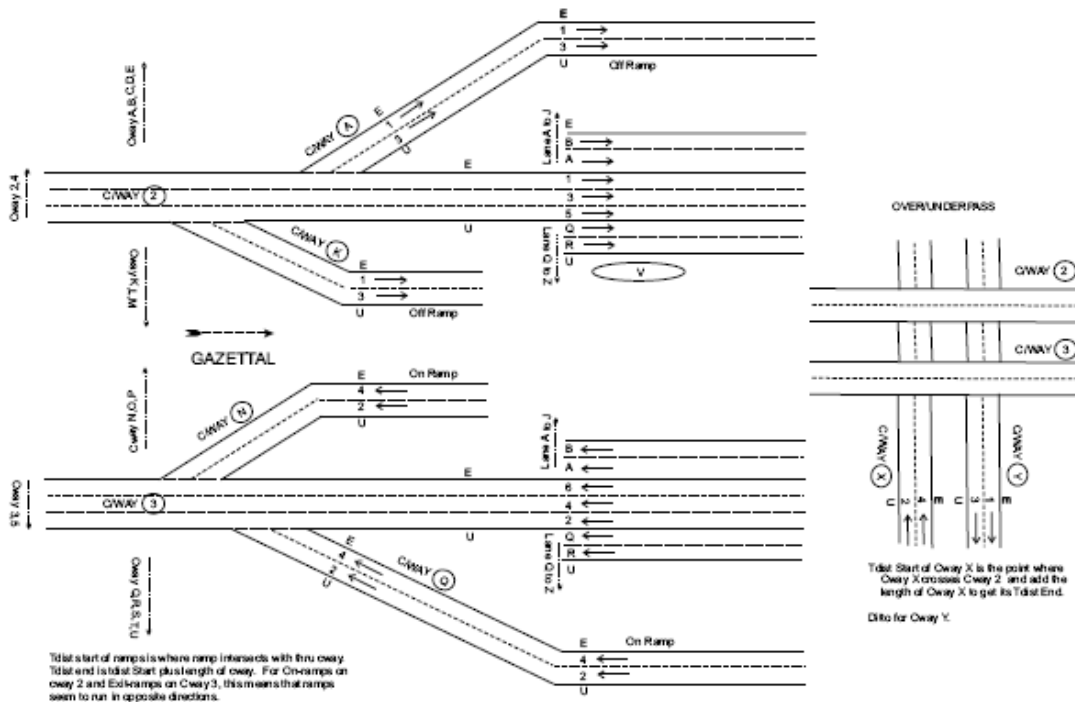 E
1
3
U
Off Ramp
Cway A,B,C,D,E
C/WAY A
E
1
3
U
Lane A to J
E
B
A
Cway 2,4
C/WAY 2
E
1
3
5
U
Q
R
U
Lane Q to Z
V
C/WAY K
Cway K,L,M
E
1
3
U
Off Ramp
GAZETTAL
OVER/UNDERPASS
C/WAY 2
C/WAY 3
C/WAY X
C/WAY Y
U
2
4
E
U
3
1
E
Cway N,O,P
C/WAY N
E
4
2
U
On Ramp
Lane A to J
B
A
Cway 3,5
C/WAY 3
E
6
4
2
U
Q
R
U
Lane Q to Z
C/WAY Q
E
4
2
U
Cway Q,R,S,T,U
E
4
2
U
On Ramp
Tdist Start of Cway X is the point where
Cway X crosses Cway 2 and add the
length of Cway X to get its Tdist End.
Ditto for Cway Y.
Tdist start of ramps is where ramp intersects with thru cway.
Tdist end is tdist Start plus length of cway. For On-ramps on
cway 2 and Exit-ramps on Cway 3, this means that ramps
seem to run in opposite directions.